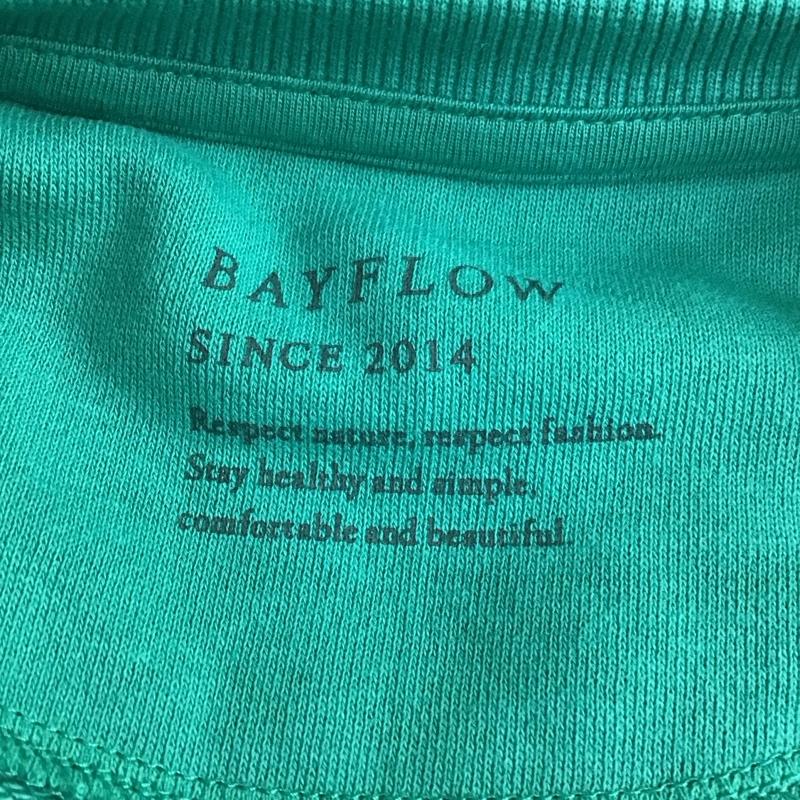 BAYFLOW
SINCE 2014
Respect nature, respect fashion.
Stay healthy and simple,
comfortable and beautiful.